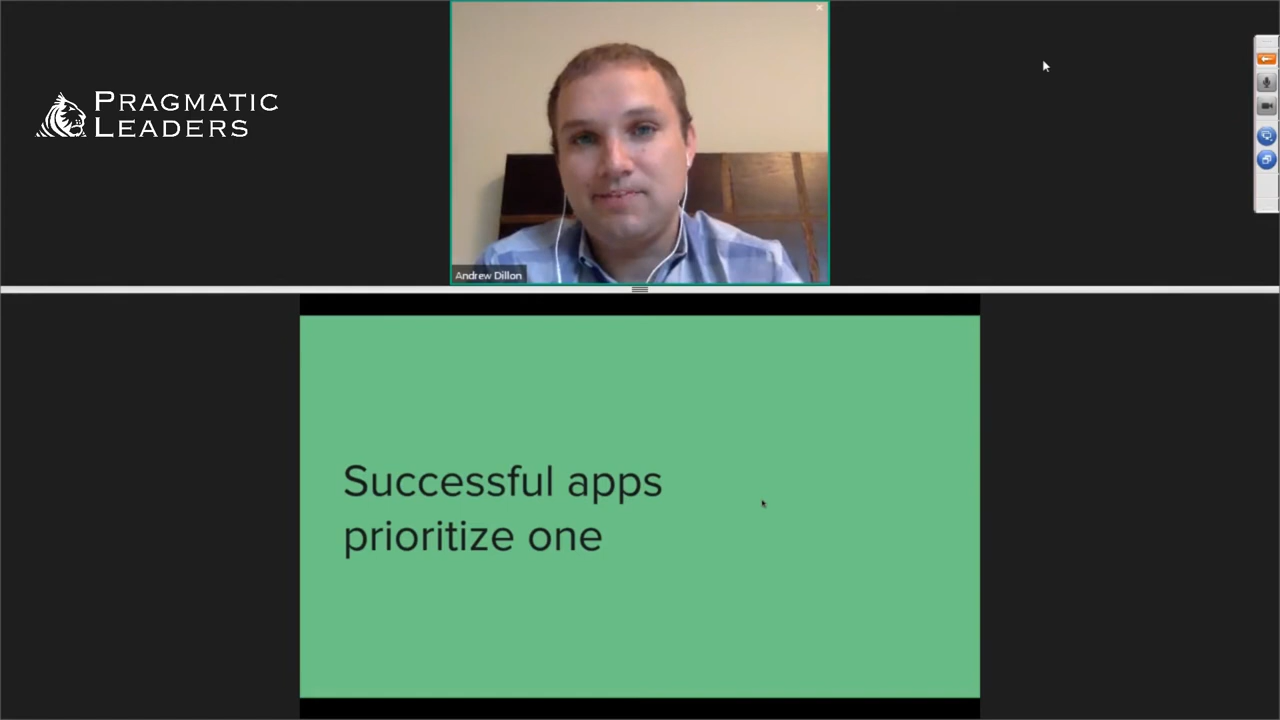 PRAGMATIC
LEADERS
Andrew Dillon
Successful apps
prioritize one